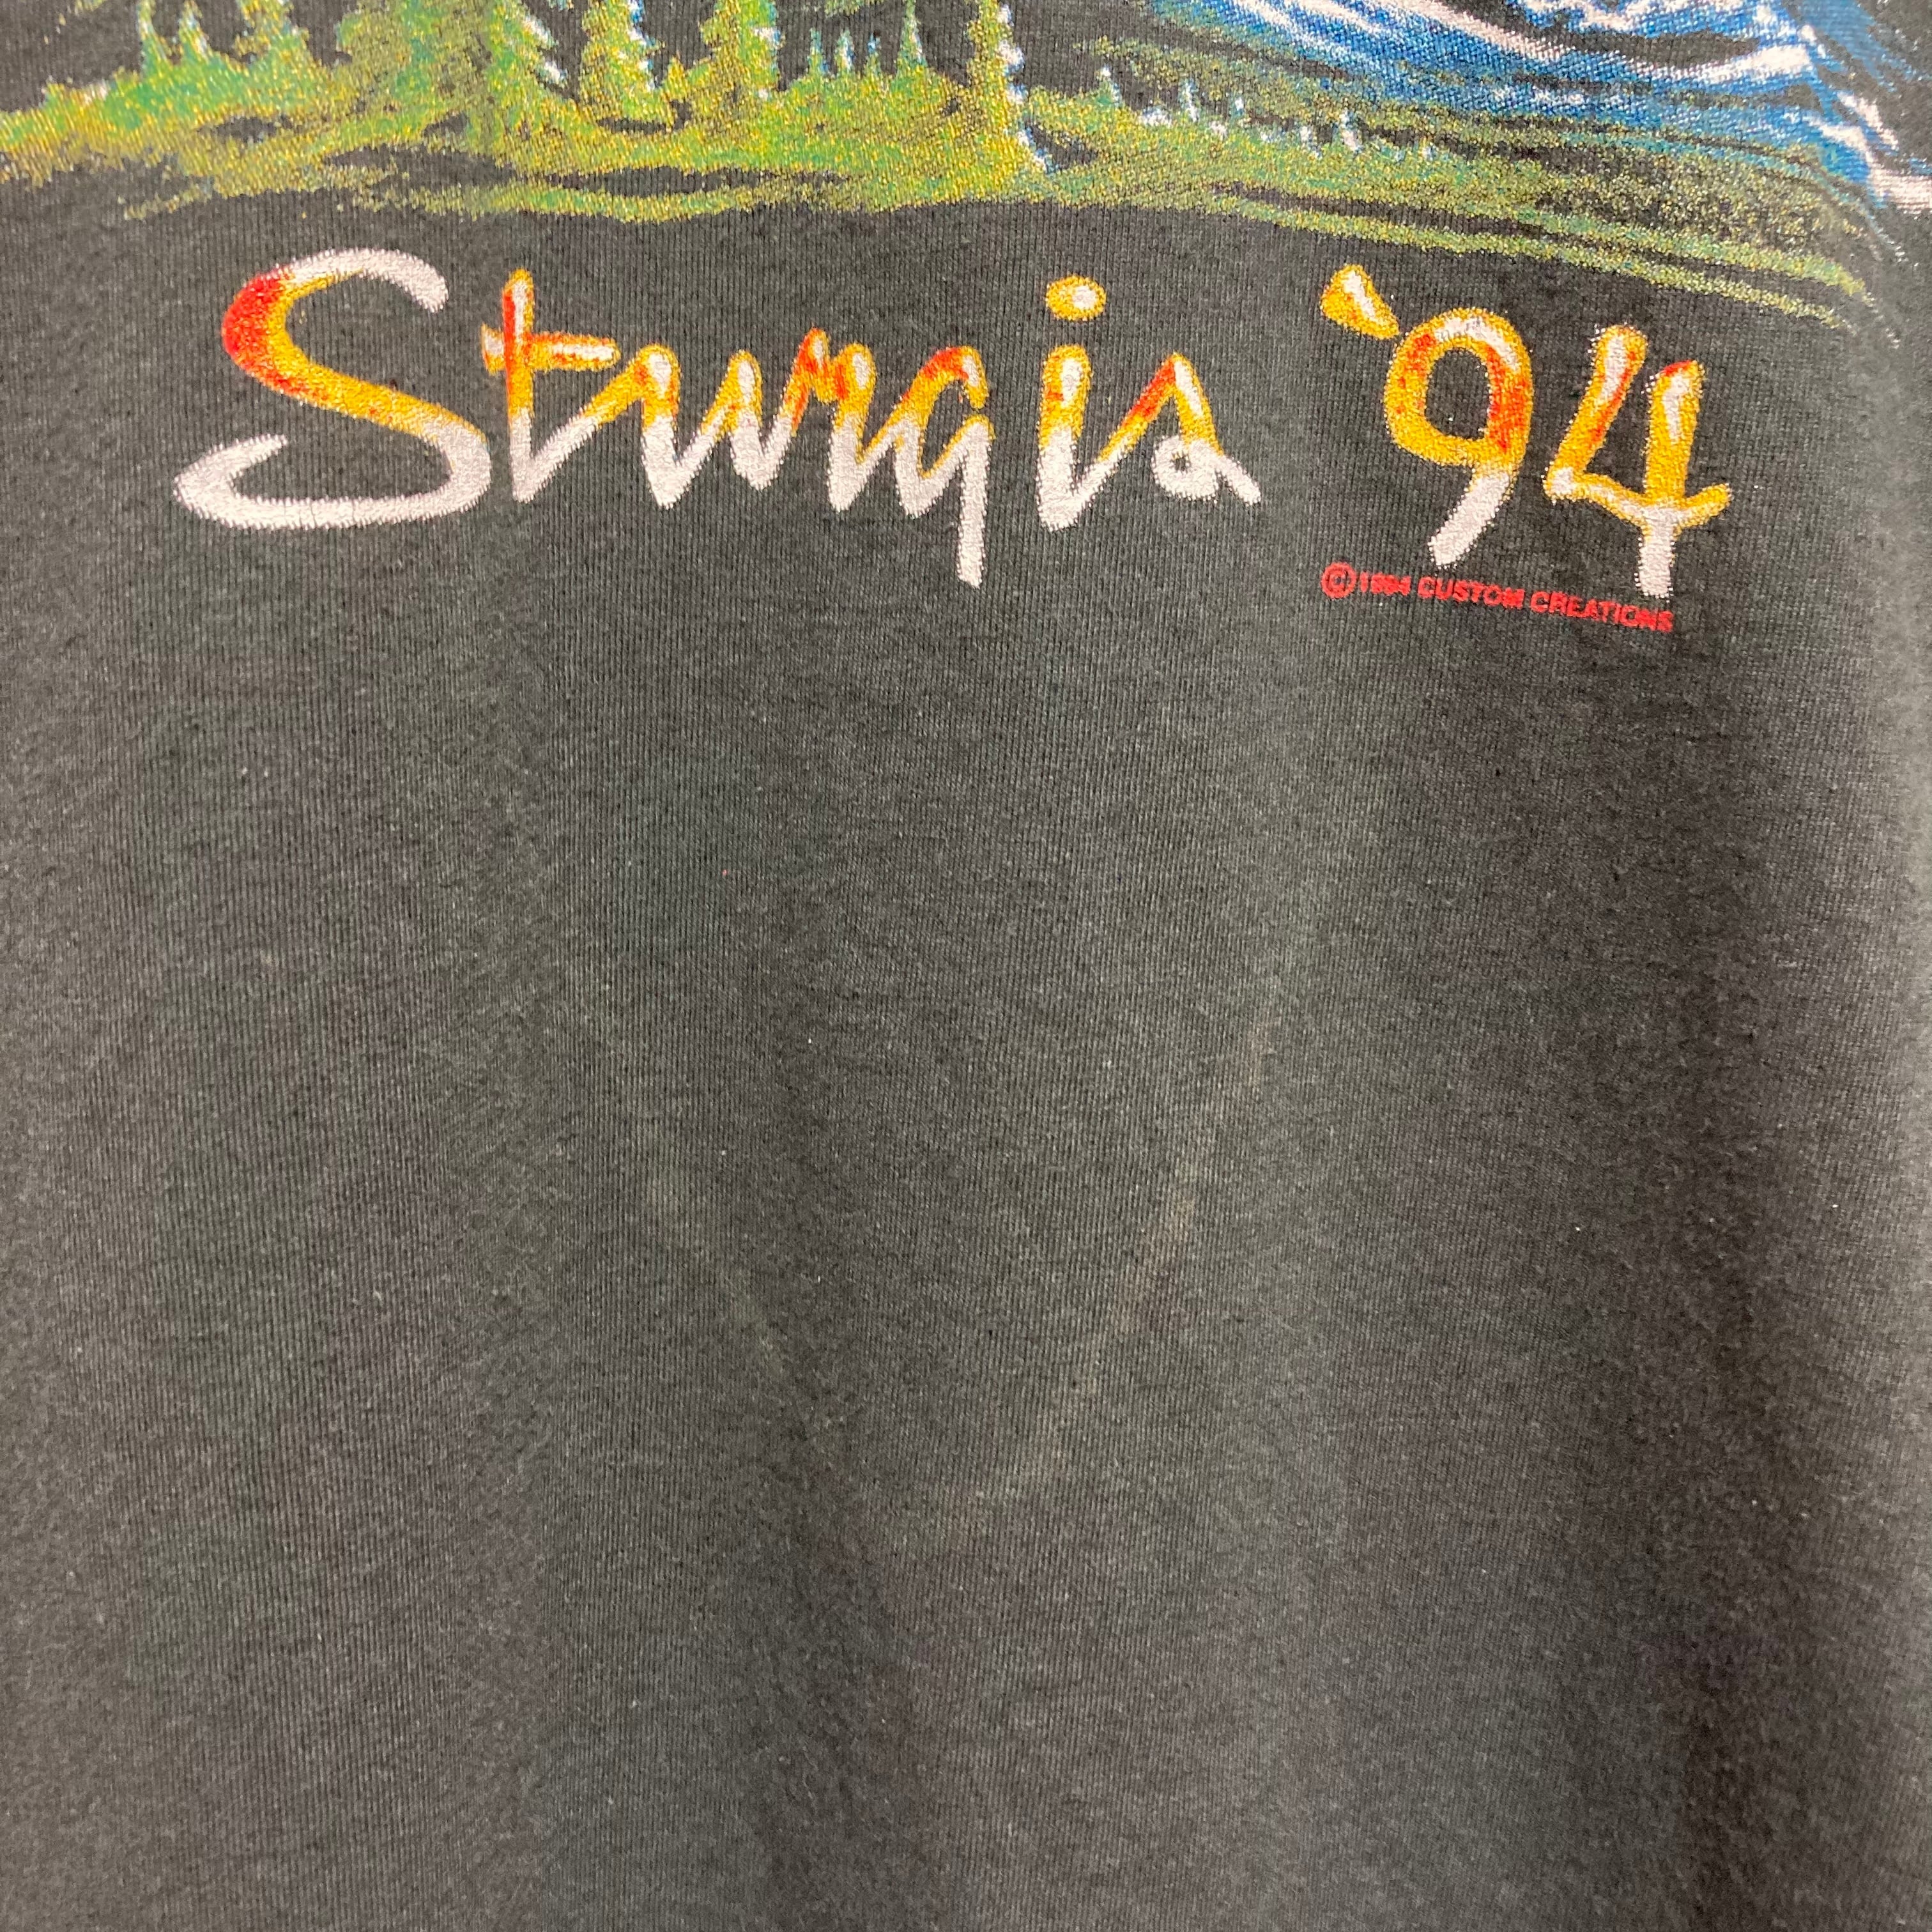 Sturgis '94
©1994 CUSTOM CREATIONS